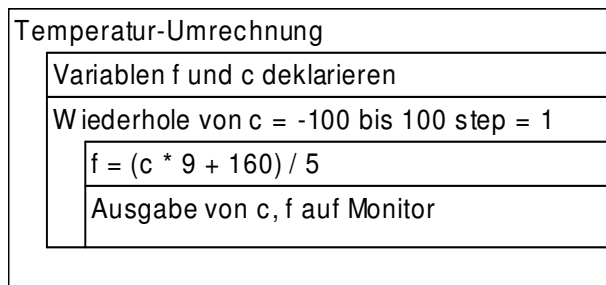 Temperatur-Umrechnung
Variablen f und c deklarieren
Wiederhole von c = -100 bis 100 step = 1
f = (c * 9 + 160) / 5
Ausgabe von c, f auf Monitor